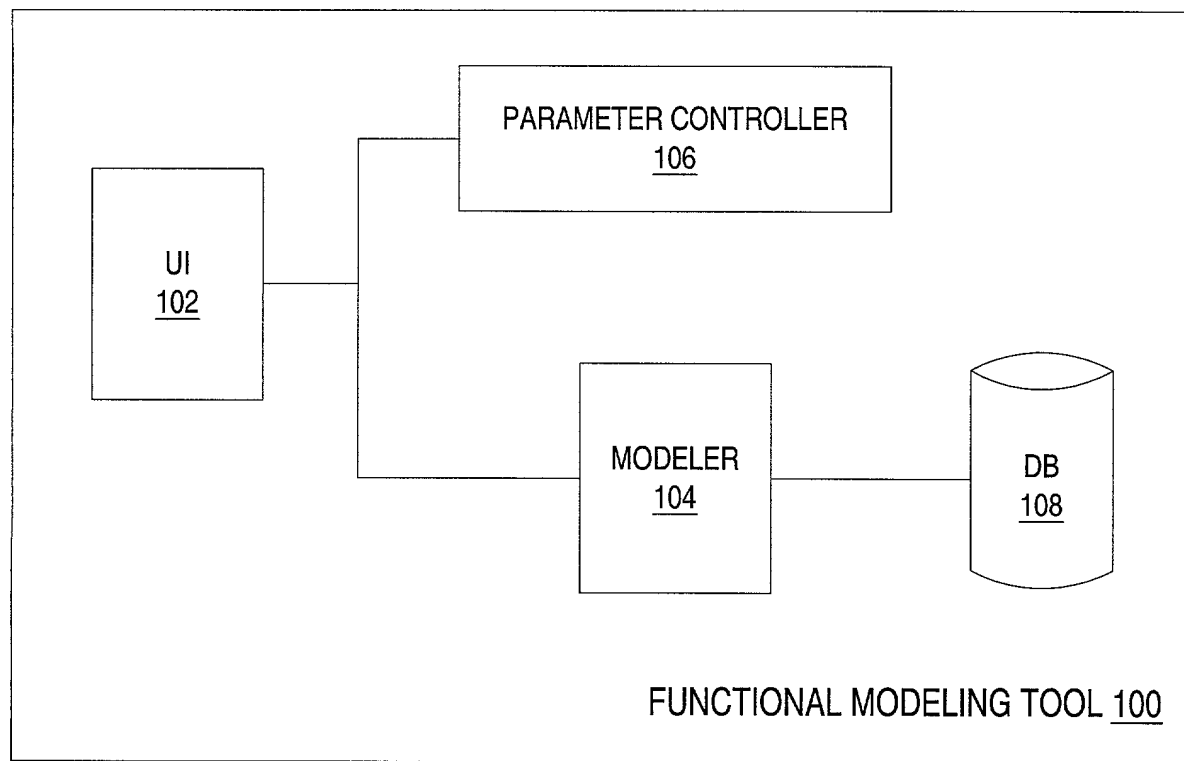 PARAMETER CONTROLLER
106
UI
102
MODELER
104
DB
108
FUNCTIONAL MODELING TOOL 100